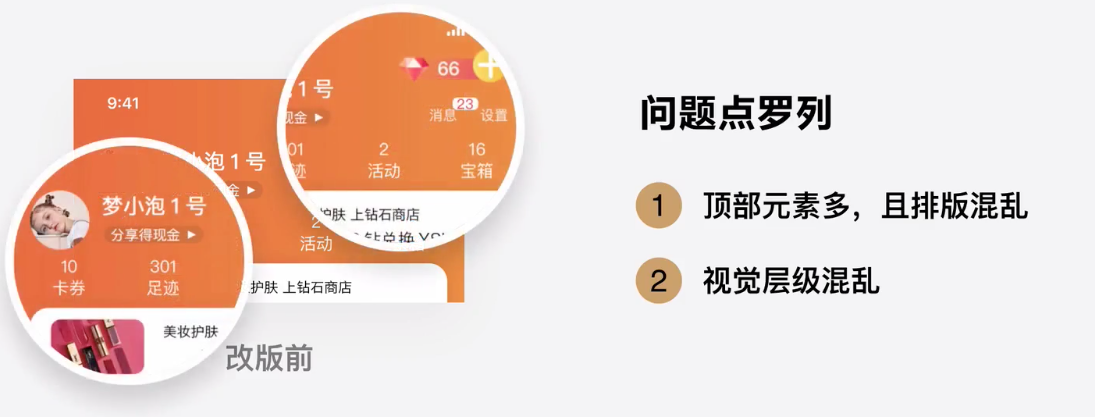 9:41
66
小泡1号
1号
现金
消息
23
设置
01
2
16
迹
活动
宝箱
护肤 上钻石商店
梦小泡1号
分享得现金
10
301
卡券
足迹
美妆护肤
金
2
活动
护肤 上钻石商店
改版前
问题点罗列
1 顶部元素多，且排版混乱
2 视觉层级混乱